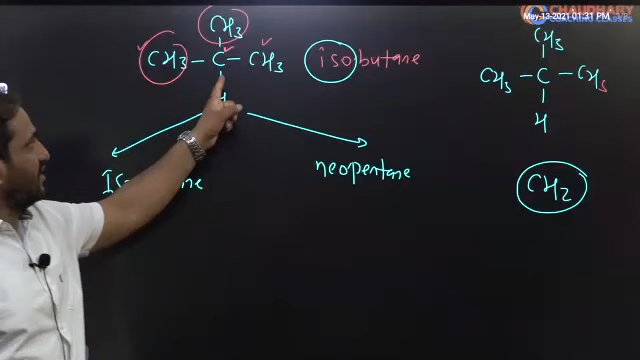 CHAUDHARY
May-13-2021 01:31 PM
CH3
CH3 - C - CH3
isobutane
neopentane
CH3
CH3 - C - CH3
H
CH2